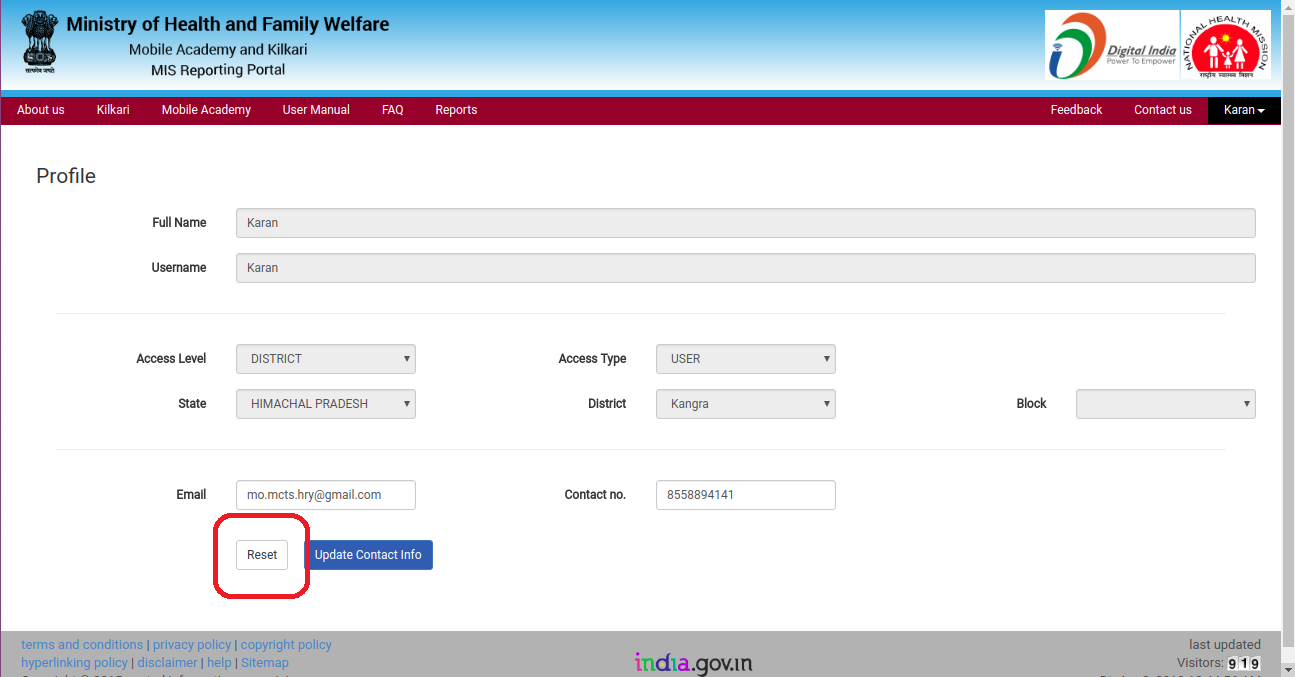 Ministry of Health and Family Welfare
Mobile Academy and Kilkari
MIS Reporting Portal
सत्यमेव जयते
Digital India
Power To Empower
NATIONAL HEALTH MISSION
राष्ट्रीय स्वास्थ्य मिशन
About us Kilkari Mobile Academy User Manual FAQ Reports Feedback Contact us Karan
Profile
Full Name Karan
Username Karan
Access Level DISTRICT Access Type USER
State HIMACHAL PRADESH District Kangra Block
Email mo.mcts.hry@gmail.com Contact no. 8558894141
Reset Update Contact Info
terms and conditions | privacy policy | copyright policy last updated
hyperlinking policy | disclaimer | help | Sitemap india.gov.in Visitors: 919